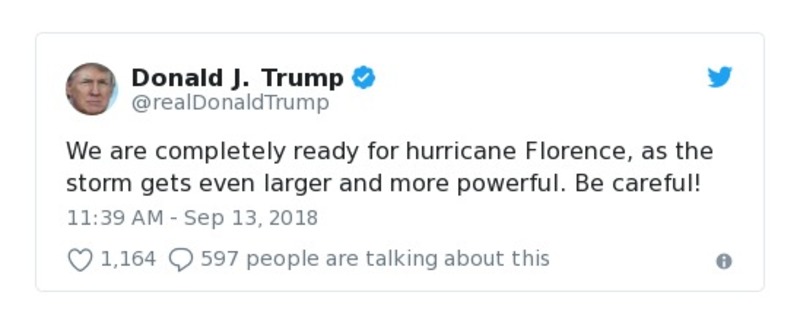 Donald J. Trump
@realDonaldTrump
We are completely ready for hurricane Florence, as the
storm gets even larger and more powerful. Be careful!
11:39 AM - Sep 13, 2018
1,164 597 people are talking about this